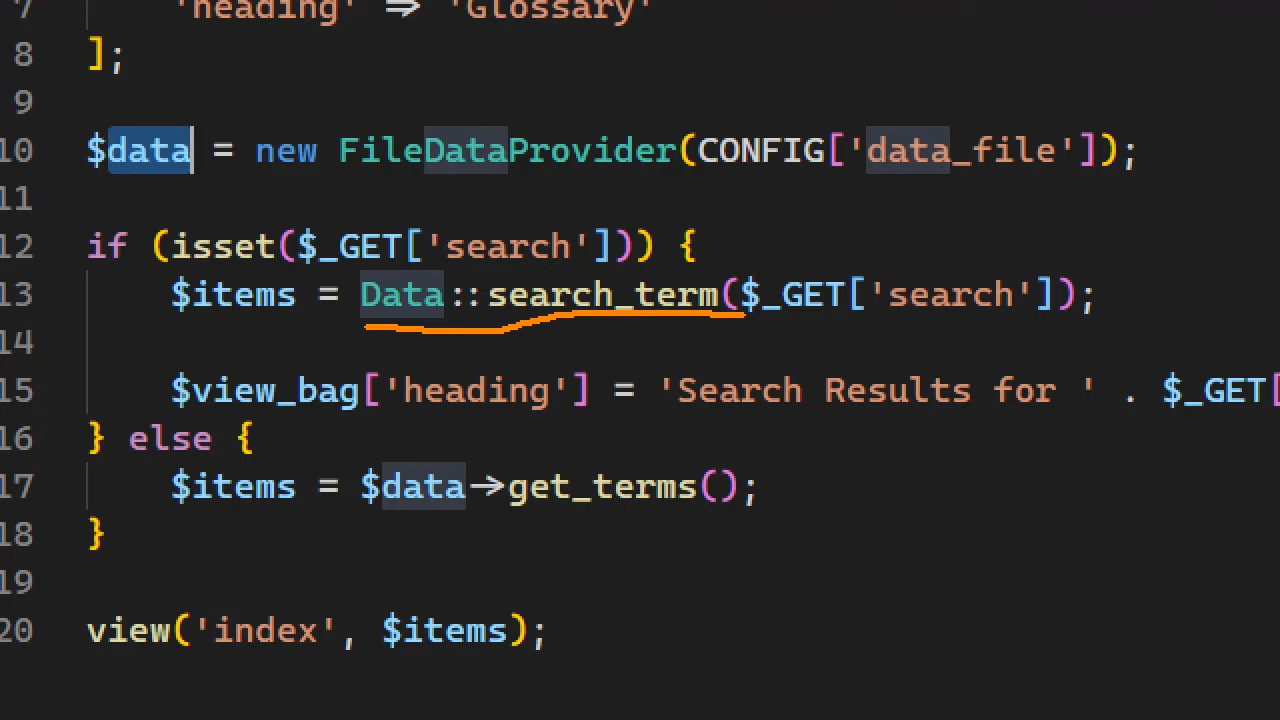 7 'heading' => 'Glossary'
8 ];
9
10 $data = new FileDataProvider(CONFIG['data_file']);
11
12 if (isset($_GET['search'])) {
13 $items = Data::search_term($_GET['search']);
14
15 $view_bag['heading'] = 'Search Results for ' . $_GET[
16 } else {
17 $items = $data->get_terms();
18 }
19
20 view('index', $items);